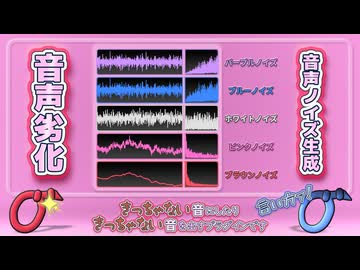 音声劣化
パープルノイズ
ブルーノイズ
ホワイトノイズ
ピンクノイズ
ブラウンノイズ
音声ノイズ生成
きっちゃない音にしたり
きっちゃない音を出すプラグインです
言い方ァ!